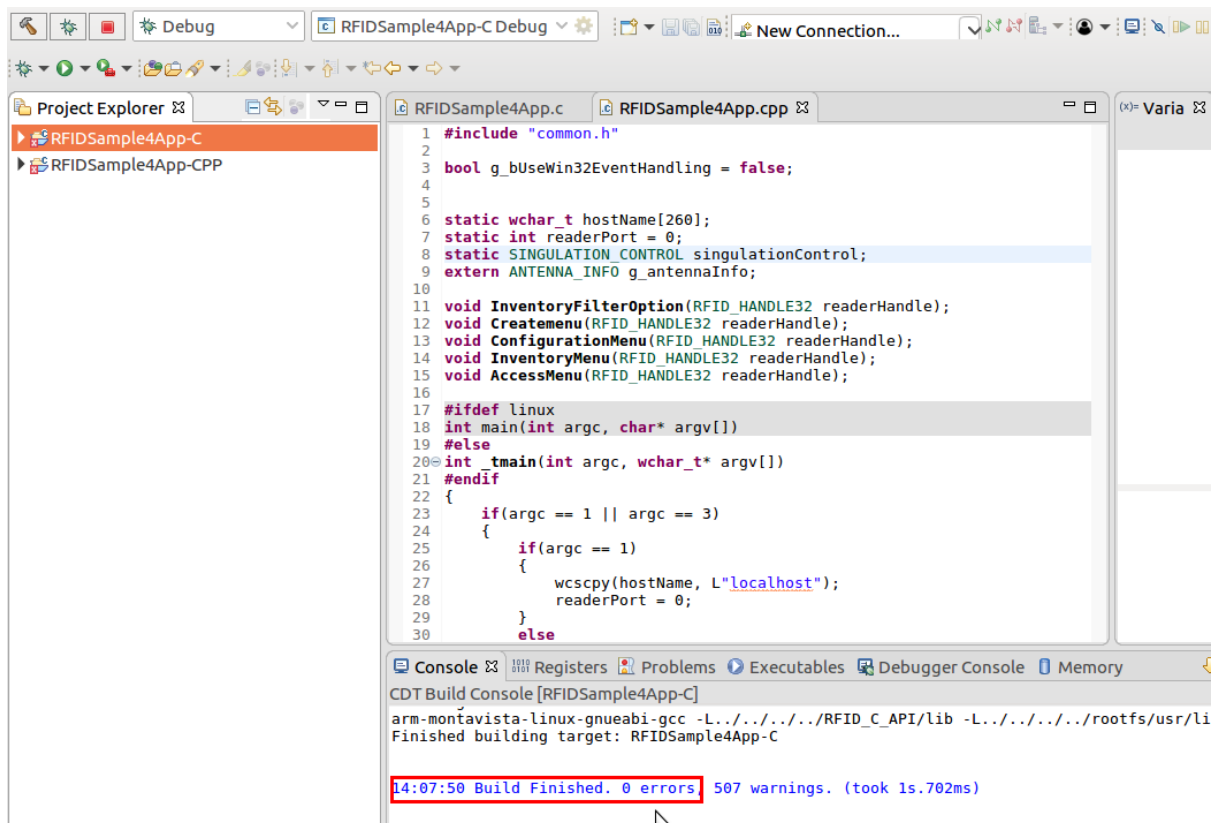 Debug
RFIDSample4App-C Debug
New Connection...
Project Explorer
RFIDSample4App.c
RFIDSample4App.cpp
(x)= Varia
RFIDSample4App-C
RFIDSample4App-CPP
1 #include "common.h"
2
3 bool g_bUseWin32EventHandling = false;
4
5
6 static wchar_t hostName[260];
7 static int readerPort = 0;
8 static SINGULATION_CONTROL singulationControl;
9 extern ANTENNA_INFO g_antennaInfo;
10
11 void InventoryFilterOption(RFID_HANDLE32 readerHandle);
12 void Createmenu(RFID_HANDLE32 readerHandle);
13 void ConfigurationMenu(RFID_HANDLE32 readerHandle);
14 void InventoryMenu(RFID_HANDLE32 readerHandle);
15 void AccessMenu(RFID_HANDLE32 readerHandle);
16
17 #ifdef linux
18 int main(int argc, char* argv[])
19 #else
20 int _tmain(int argc, wchar_t* argv[])
21 #endif
22 {
23 if(argc == 1 || argc == 3)
24 {
25 if(argc == 1)
26 {
27 wcscpy(hostName, L"localhost");
28 readerPort = 0;
29 }
30 else
Console Registers Problems Executables Debugger Console Memory
CDT Build Console [RFIDSample4App-C]
arm-montavista-linux-gnueabi-gcc -L../../../../RFID_C_API/lib -L../../../../rootfs/usr/li
Finished building target: RFIDSample4App-C
14:07:50 Build Finished. 0 errors, 507 warnings. (took 1s.702ms)